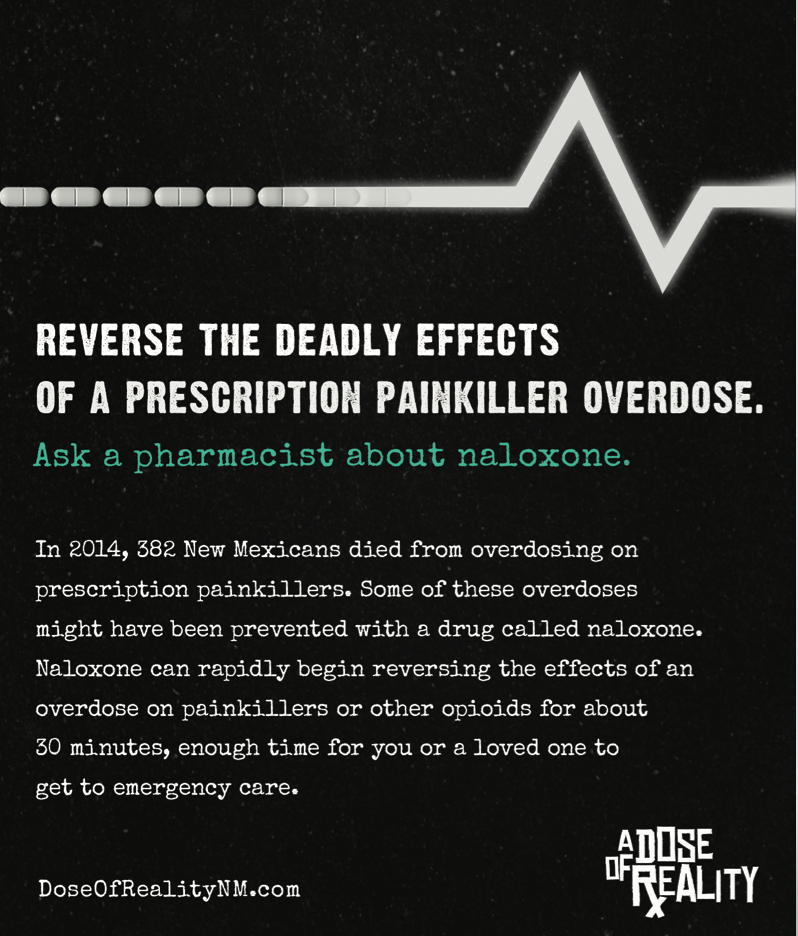 REVERSE THE DEADLY EFFECTS
OF A PRESCRIPTION PAINKILLER OVERDOSE.
Ask a pharmacist about naloxone.
In 2014, 382 New Mexicans died from overdosing on
prescription painkillers. Some of these overdoses
might have been prevented with a drug called naloxone.
Naloxone can rapidly begin reversing the effects of an
overdose on painkillers or other opioids for about
30 minutes, enough time for you or a loved one to
get to emergency care.
DoseOfRealityNM.com
A DOSE
OF REALITY